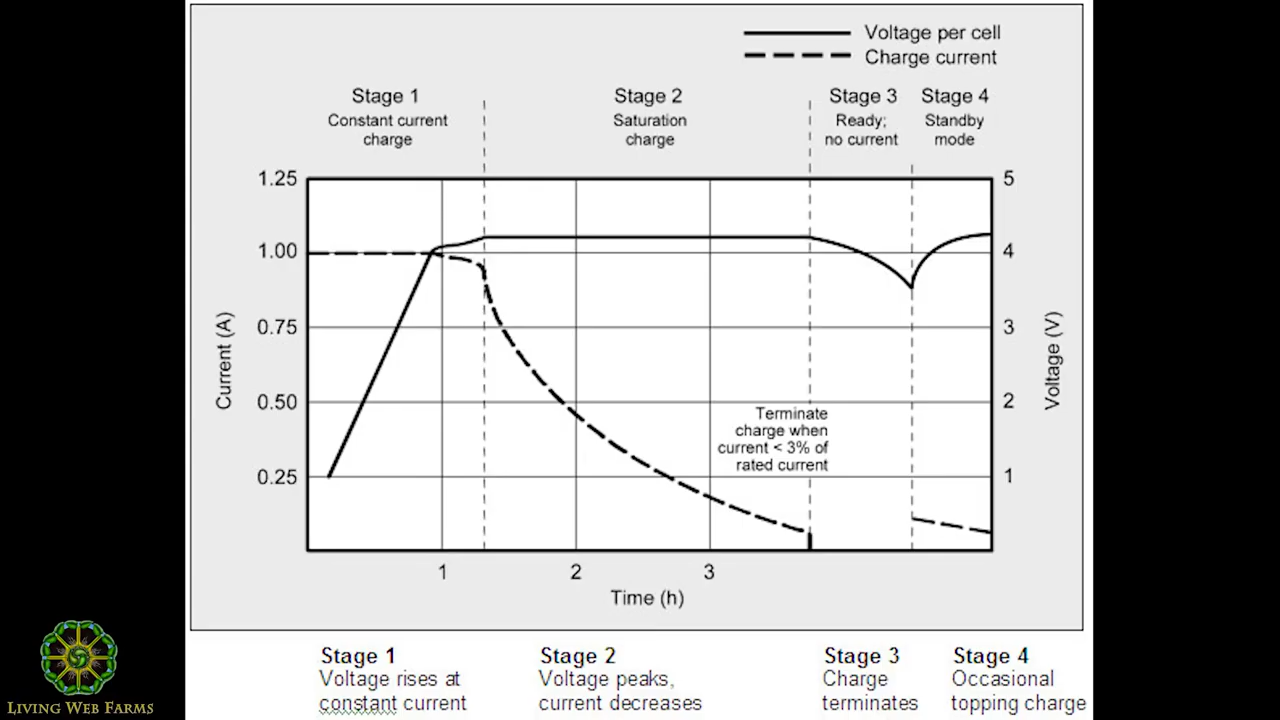 Voltage per cell
Charge current
Stage 1
Constant current
charge
Stage 2
Saturation
charge
Stage 3
Ready;
no current
Stage 4
Standby
mode
1.25
1.00
0.75
0.50
0.25
Current (A)
5
4
3
2
1
Voltage (V)
Terminate
charge when
current < 3% of
rated current
1
2
3
Time (h)
Stage 1
Voltage rises at
constant current
Stage 2
Voltage peaks,
current decreases
Stage 3
Charge
terminates
Stage 4
Occasional
topping charge
LIVING WEB FARMS